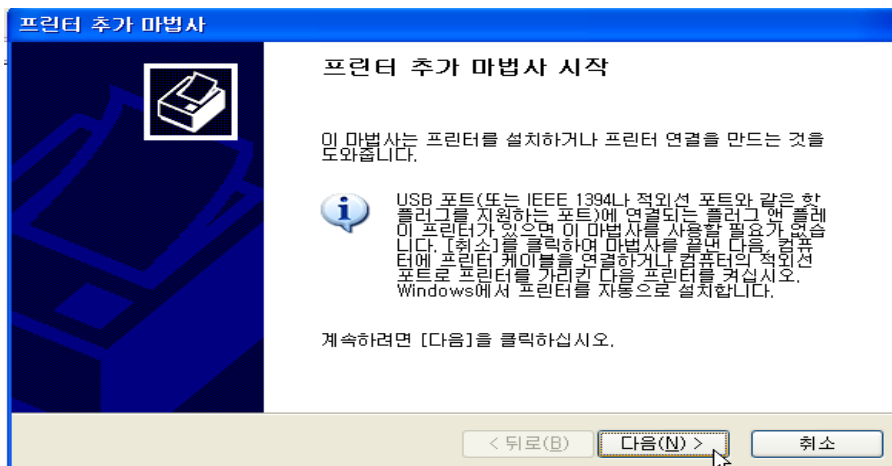 프린터 추가 마법사
프린터 추가 마법사 시작
이 마법사는 프린터를 설치하거나 프린터 연결을 만드는 것을
도와줍니다.
USB 포트(또는 IEEE 1394나 적외선 포트와 같은 핫
플러그를 지원하는 포트)에 연결되는 플러그 앤 플레
이 프린터가 있으면 이 마법사를 사용할 필요가 없습
니다. [취소]를 클릭하여 마법사를 끝낸 다음, 컴퓨
터에 프린터 케이블을 연결하거나 컴퓨터의 적외선
포트로 프린터를 가리킨 다음 프린터를 켜십시오.
Windows에서 프린터를 자동으로 설치합니다.
계속하려면 [다음]을 클릭하십시오.
< 뒤로(B) 다음(N) > 취소